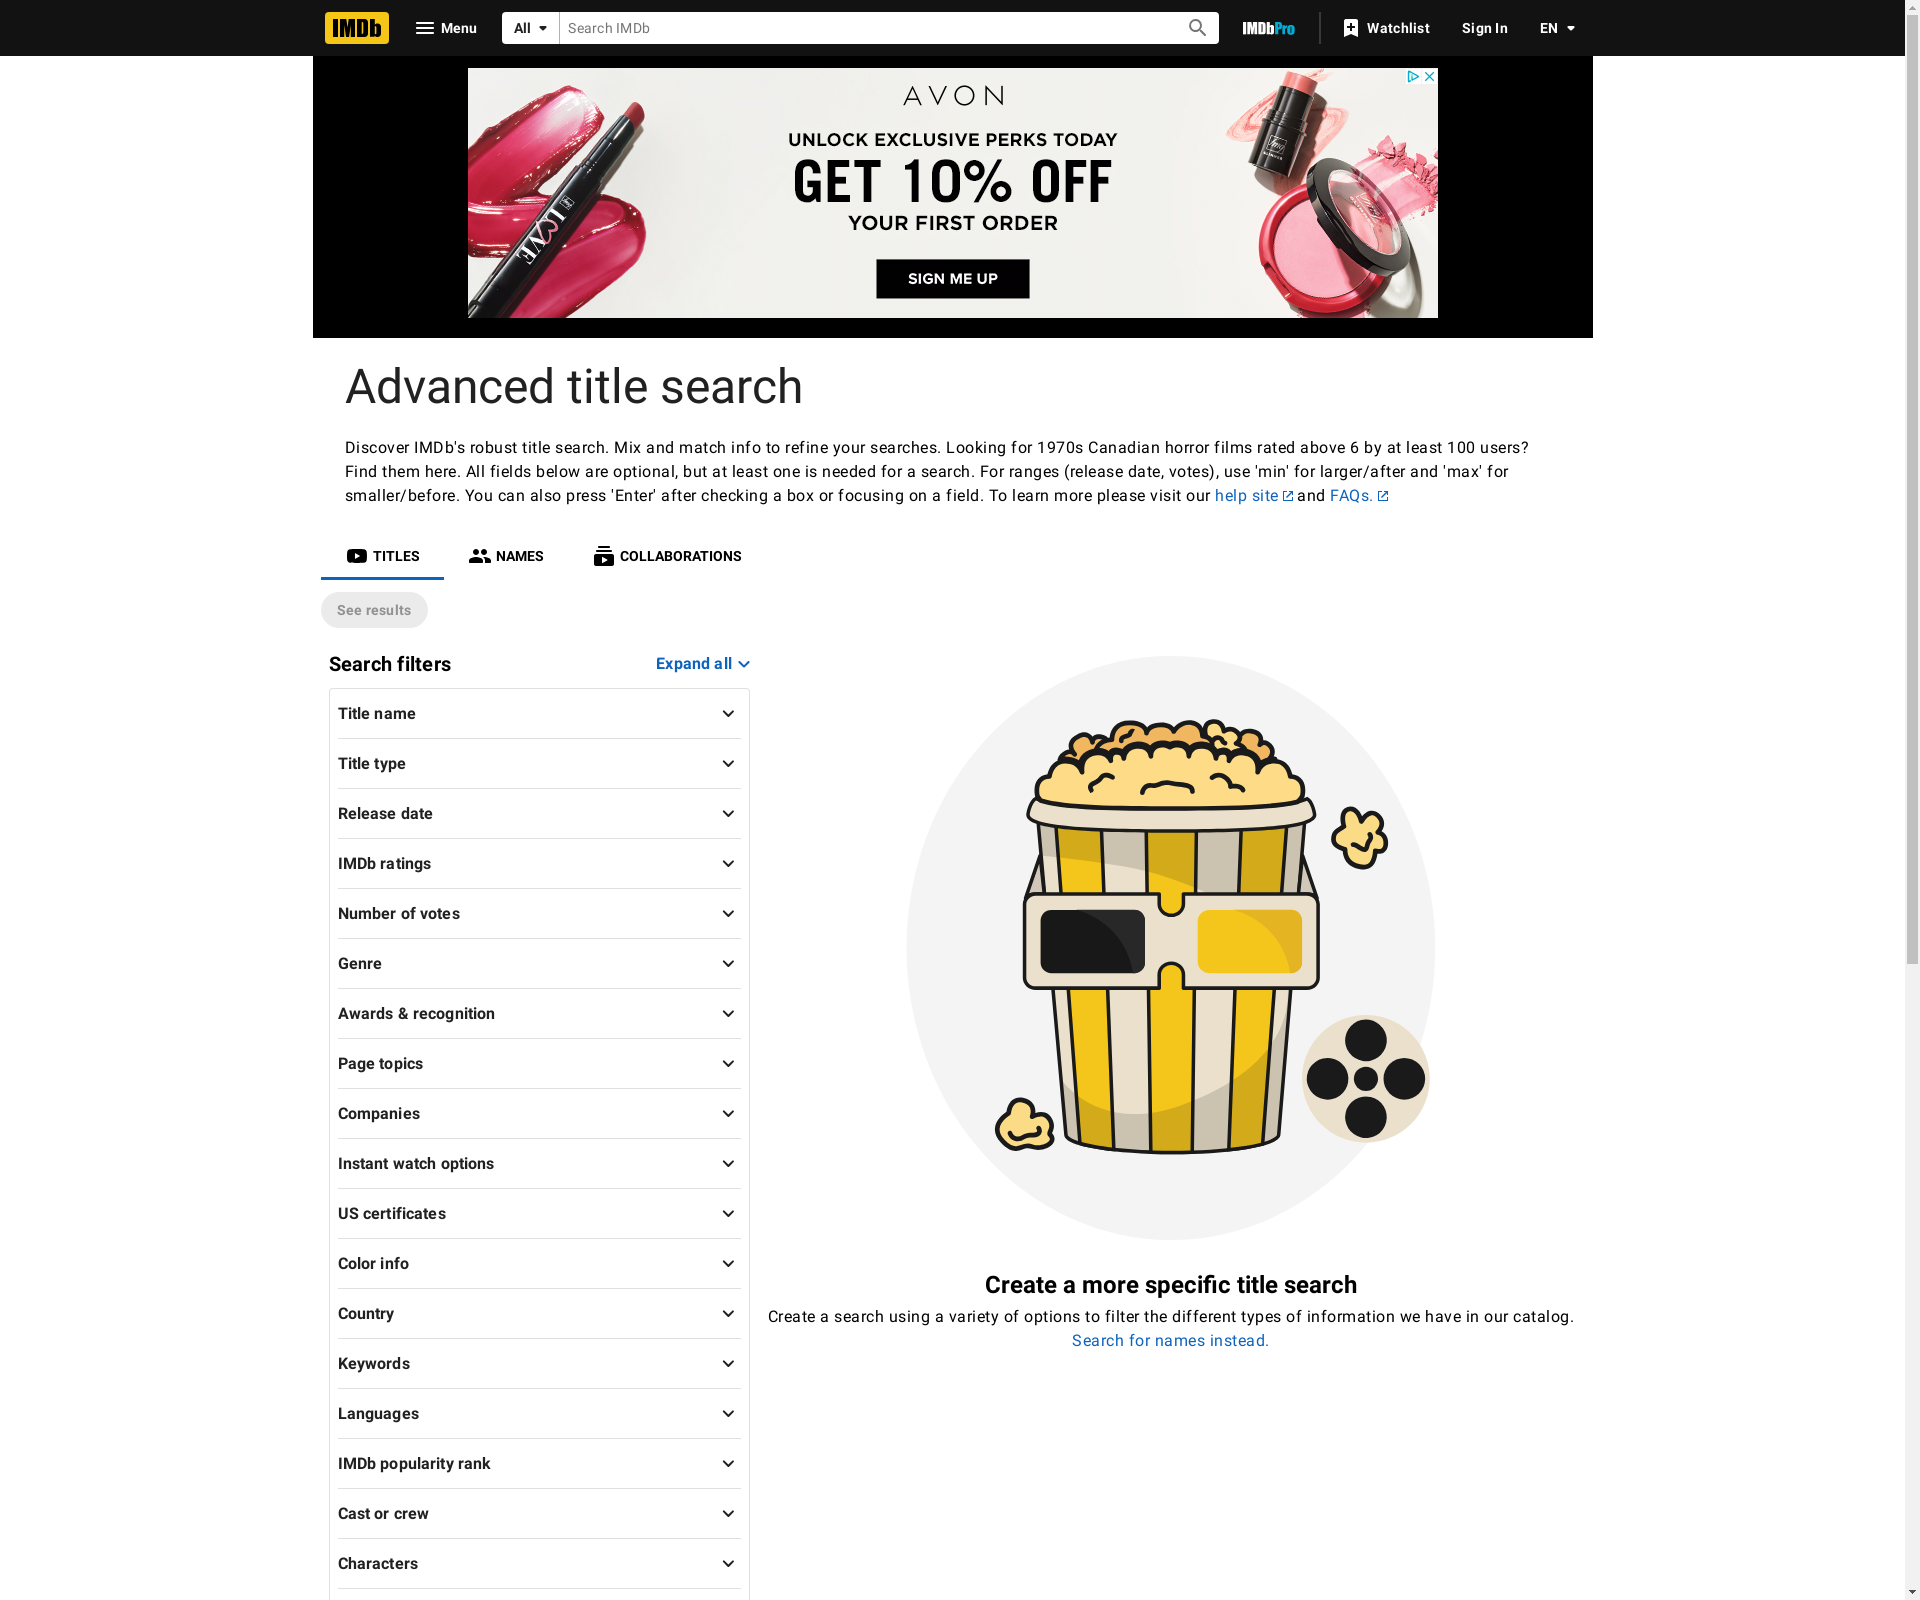 IMDb
Menu
All
Search IMDb
IMDbPro
Watchlist
Sign In
EN
AVON
UNLOCK EXCLUSIVE PERKS TODAY
GET 10% OFF
YOUR FIRST ORDER
SIGN ME UP
LOVE
Advanced title search
Discover IMDb's robust title search. Mix and match info to refine your searches. Looking for 1970s Canadian horror films rated above 6 by at least 100 users?
Find them here. All fields below are optional, but at least one is needed for a search. For ranges (release date, votes), use 'min' for larger/after and 'max' for
smaller/before. You can also press 'Enter' after checking a box or focusing on a field. To learn more please visit our help site and FAQs.
TITLES
NAMES
COLLABORATIONS
See results
Search filters
Expand all
Title name
Title type
Release date
IMDb ratings
Number of votes
Genre
Awards & recognition
Page topics
Companies
Instant watch options
US certificates
Color info
Country
Keywords
Languages
IMDb popularity rank
Cast or crew
Characters
Create a more specific title search
Create a search using a variety of options to filter the different types of information we have in our catalog.
Search for names instead.